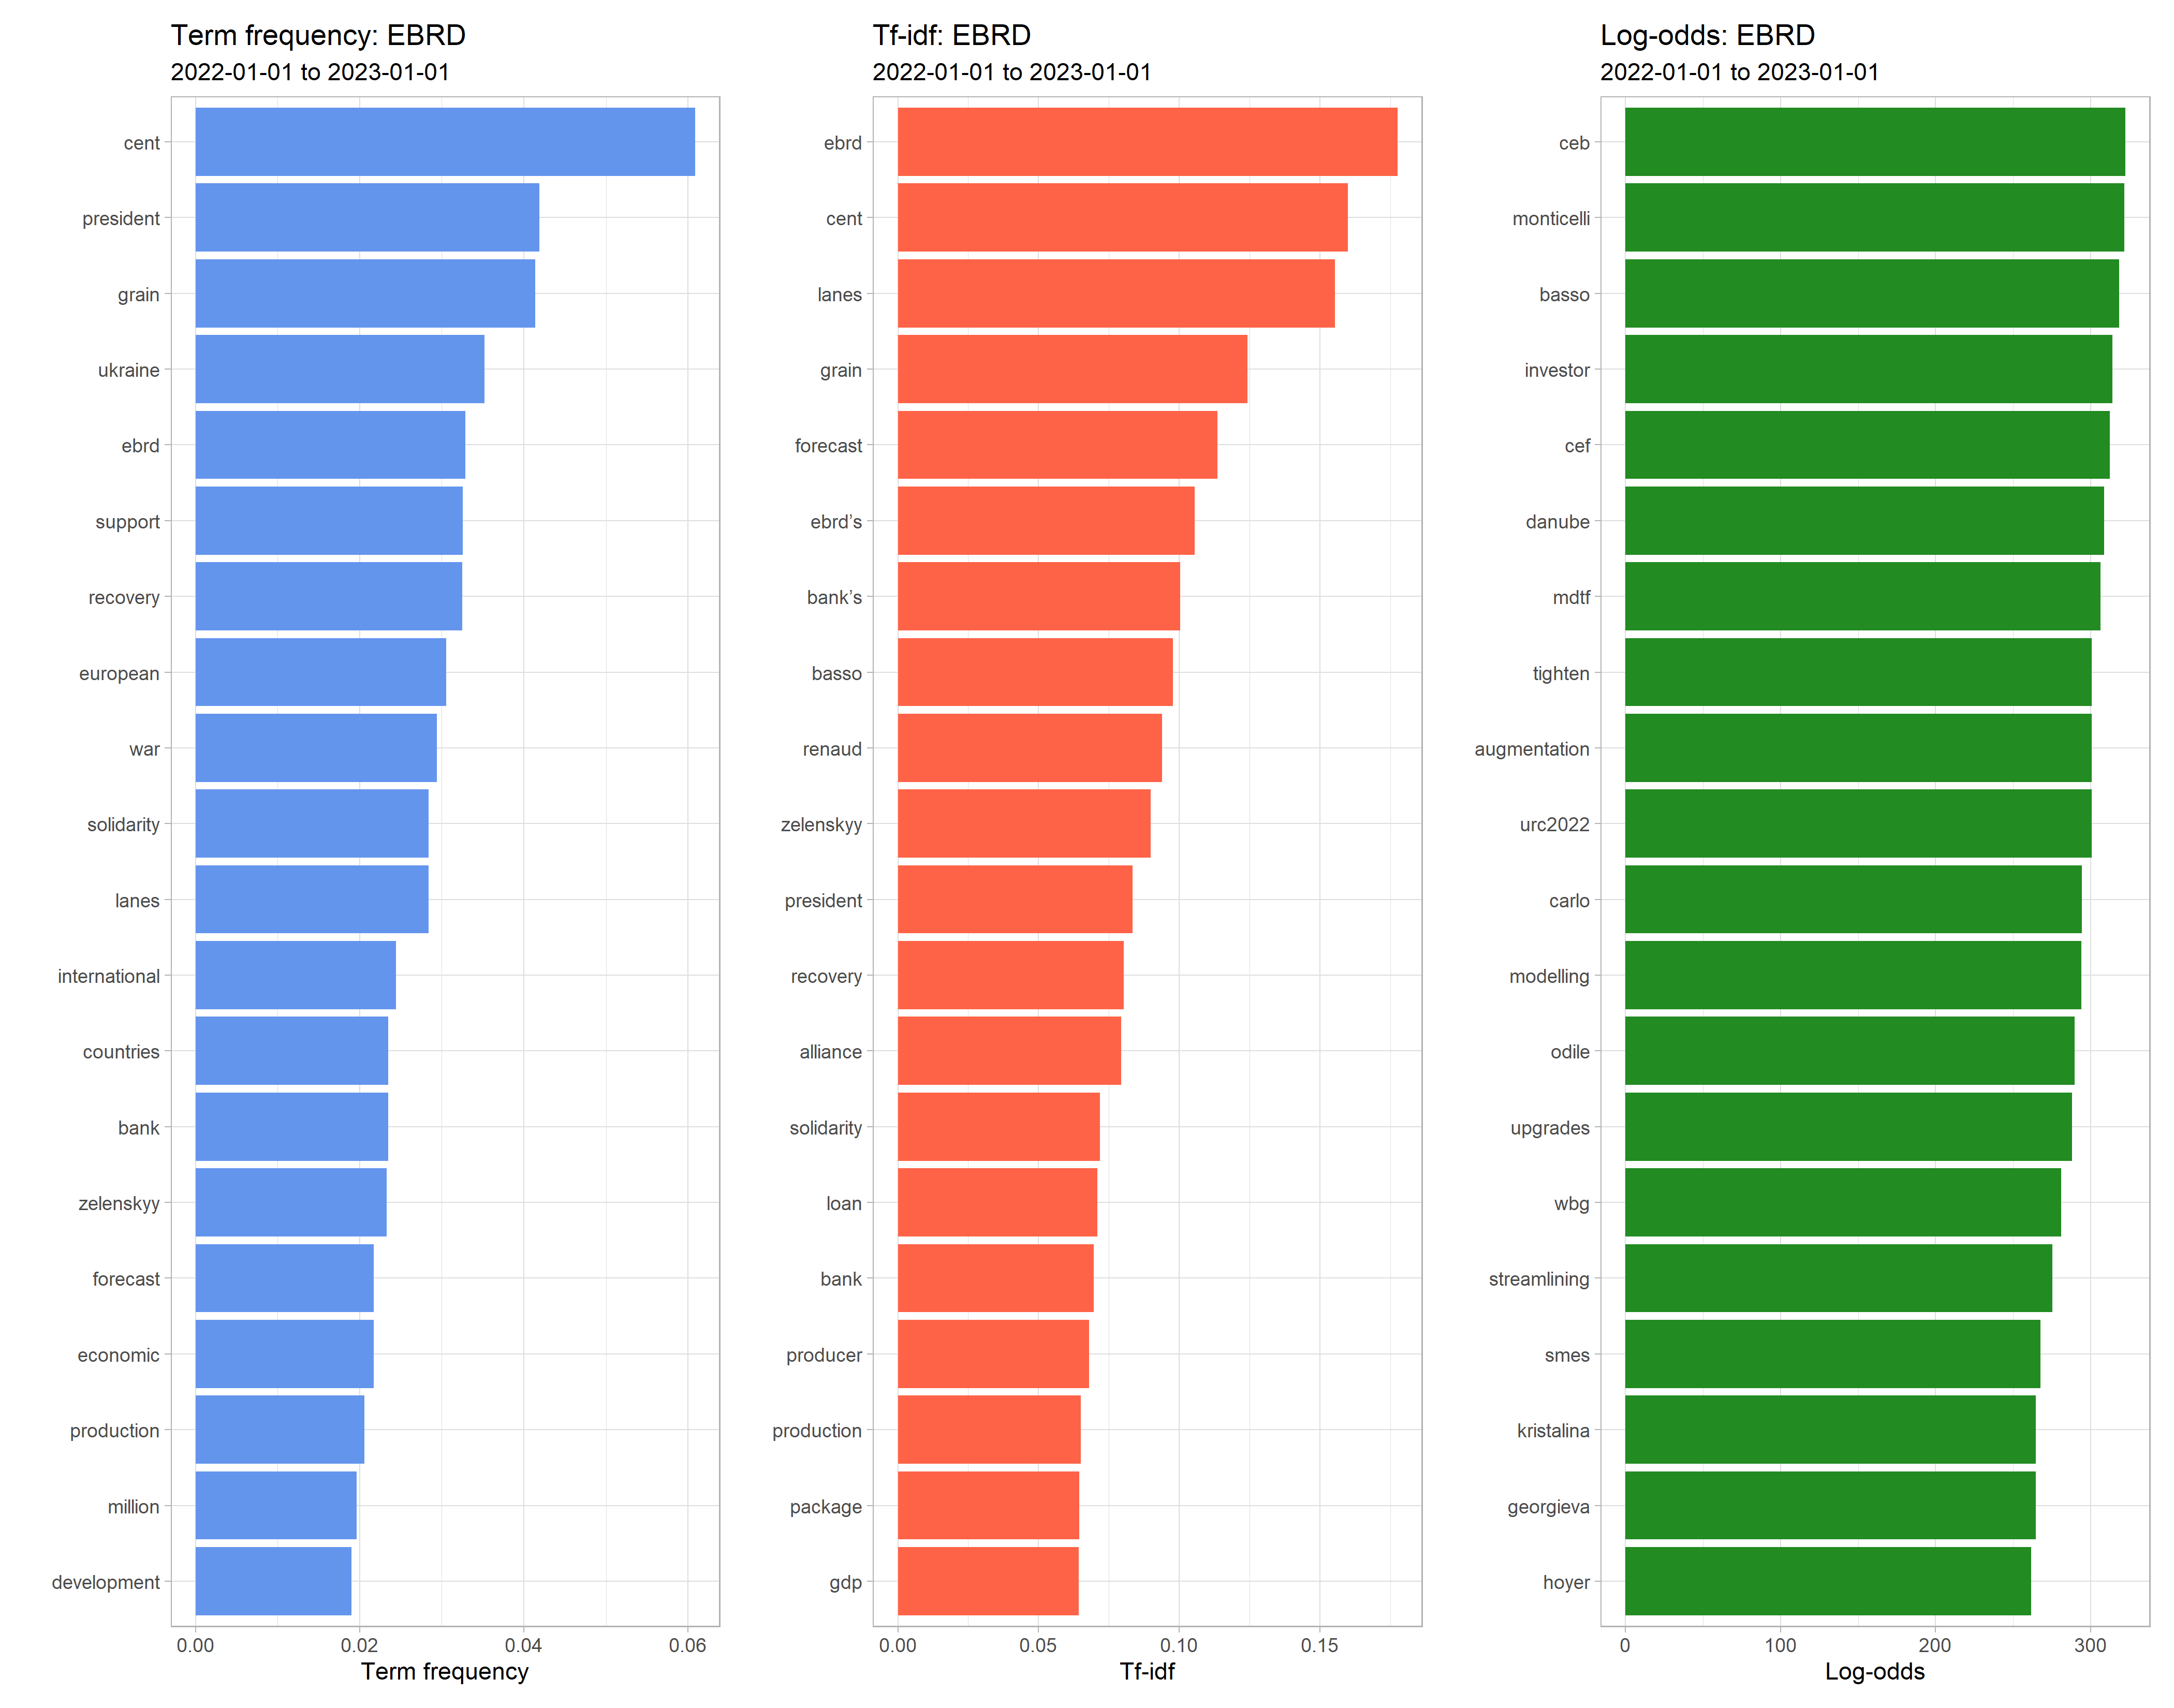 Term frequency: EBRD
2022-01-01 to 2023-01-01
cent
president
grain
ukraine
ebrd
support
recovery
european
war
solidarity
lanes
international
countries
bank
zelenskyy
forecast
economic
production
million
development
0.00 0.02 0.04 0.06
Term frequency
Tf-idf: EBRD
2022-01-01 to 2023-01-01
ebrd
cent
lanes
grain
forecast
ebrd’s
bank’s
basso
renaud
zelenskyy
president
recovery
alliance
solidarity
loan
bank
producer
production
package
gdp
0.00 0.05 0.10 0.15
Tf-idf
Log-odds: EBRD
2022-01-01 to 2023-01-01
ceb
monticelli
basso
investor
cef
danube
mdtf
tighten
augmentation
urc2022
carlo
modelling
odile
upgrades
wbg
streamlining
smes
kristalina
georgieva
hoyer
0 100 200 300
Log-odds